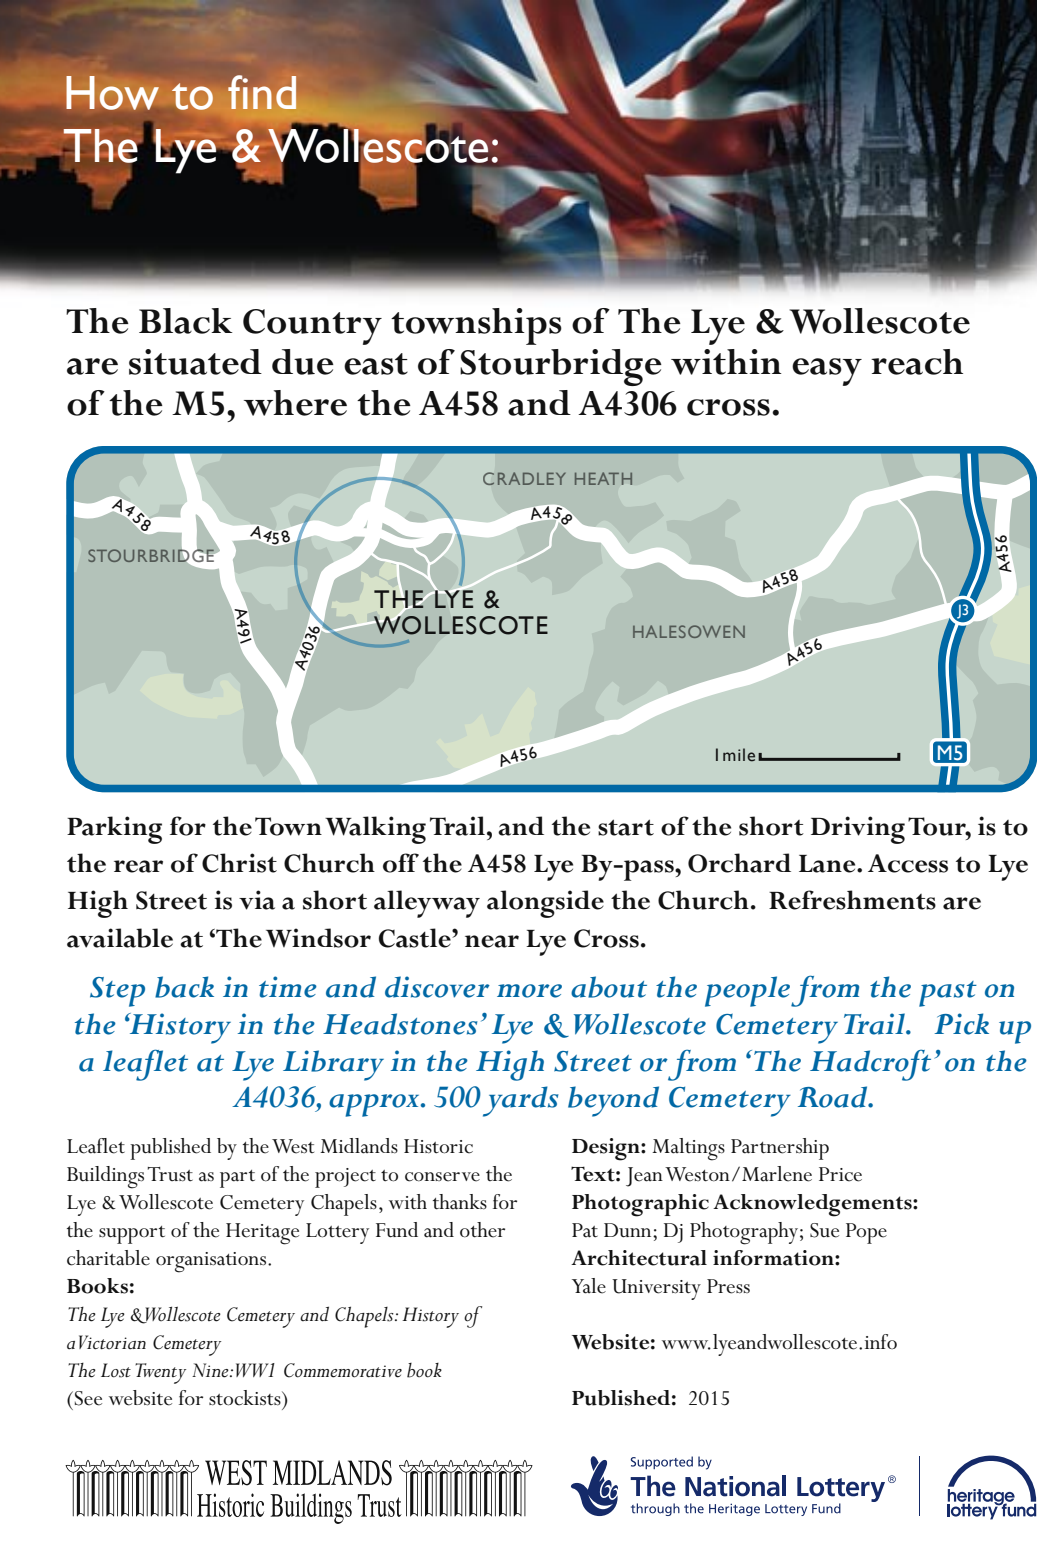 How to find
The Lye & Wollescote:
The Black Country townships of The Lye & Wollescote
are situated due east of Stourbridge within easy reach
of the M5, where the A458 and A4306 cross.
CRADLEY HEATH
A458
A458
A458
STOURBRIDGE
A456
A458
THE LYE &
WOLLESCOTE
J3
A491
A4036
HALESOWEN
A456
A456
1 mile
M5
Parking for the Town Walking Trail, and the start of the short Driving Tour, is to
the rear of Christ Church off the A458 Lye By-pass, Orchard Lane. Access to Lye
High Street is via a short alleyway alongside the Church. Refreshments are
available at ‘The Windsor Castle’ near Lye Cross.
Step back in time and discover more about the people from the past on
the ‘History in the Headstones’ Lye & Wollescote Cemetery Trail. Pick up
a leaflet at Lye Library in the High Street or from ‘The Hadcroft’ on the
A4036, approx. 500 yards beyond Cemetery Road.
Leaflet published by the West Midlands Historic
Buildings Trust as part of the project to conserve the
Lye & Wollescote Cemetery Chapels, with thanks for
the support of the Heritage Lottery Fund and other
charitable organisations.
Books:
The Lye & Wollescote Cemetery and Chapels: History of
a Victorian Cemetery
The Lost Twenty Nine: WW1 Commemorative book
(See website for stockists)
Design: Maltings Partnership
Text: Jean Weston/Marlene Price
Photographic Acknowledgements:
Pat Dunn; Dj Photography; Sue Pope
Architectural information:
Yale University Press
Website: www.lyeandwollescote.info
Published: 2015
WEST MIDLANDS
Historic Buildings Trust
Supported by
The National Lottery®
through the Heritage Lottery Fund
heritage
lottery fund